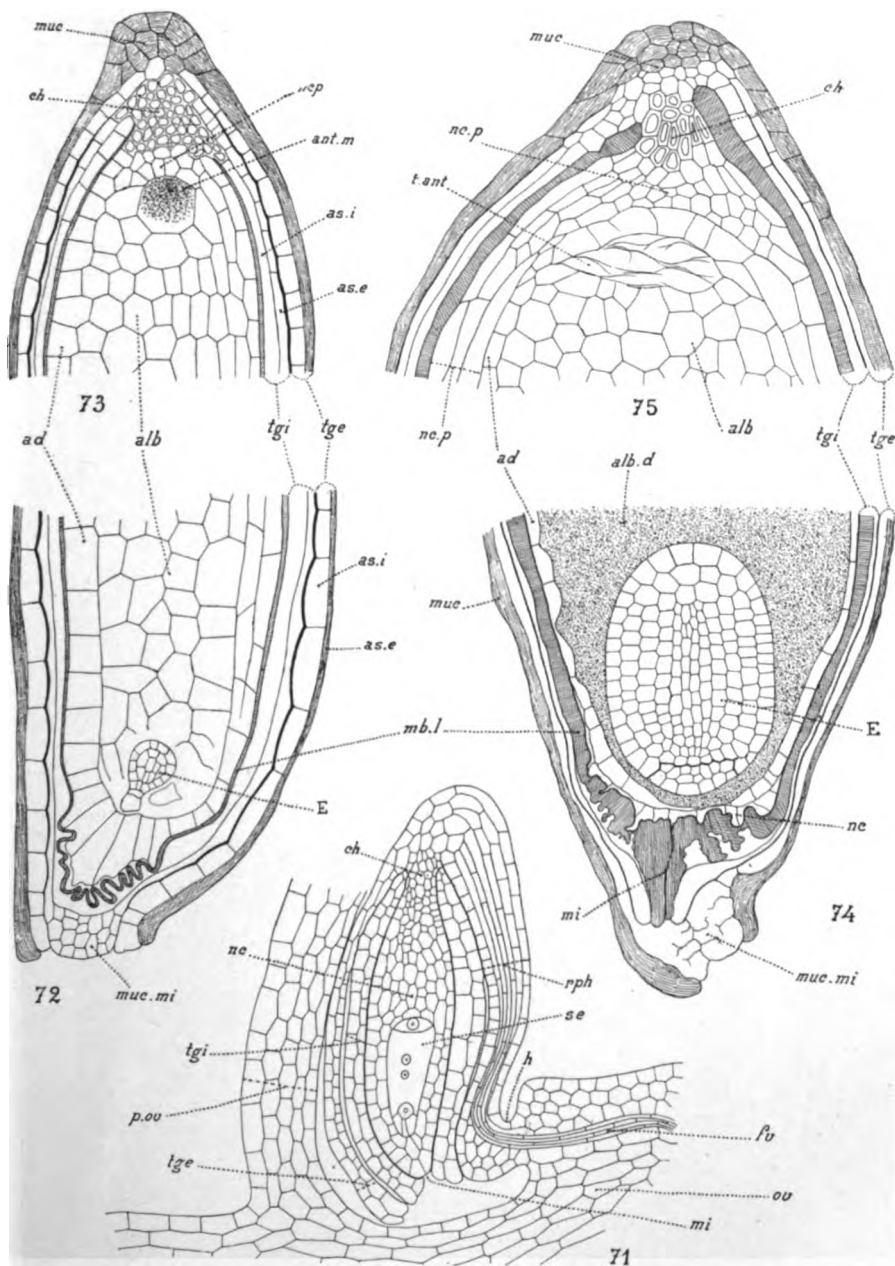 muc
ch
nc.p
ant.m
as.i
as.e
73
muc
ch
nc.p
t.ant
nc.p
75
ad
alb
tgi
tge
ad
alb
tgi
tge
alb.d
as.i
as.e
muc
mb.l
E
E
nc
mi
74
muc.mi
72
muc.mi
ch
nc
rph
se
tgi
h
p.ov
fv
tge
ov
mi
71